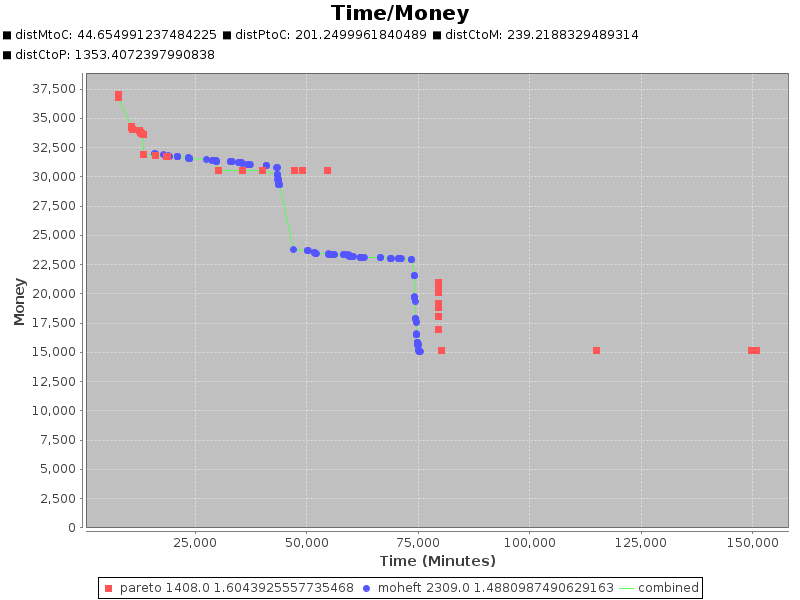 Time/Money
distMtoC: 44.654991237484225 distPtoC: 201.2499961840489 distCtoM: 239.2188329489314
distCtoP: 1353.4072397990838
37,500
35,000
32,500
30,000
27,500
25,000
22,500
20,000
17,500
15,000
12,500
10,000
7,500
5,000
2,500
0
Money
25,000 50,000 75,000 100,000 125,000 150,000
Time (Minutes)
pareto 1408.0 1.6043925557735468 moheft 2309.0 1.4880987490629163 combined